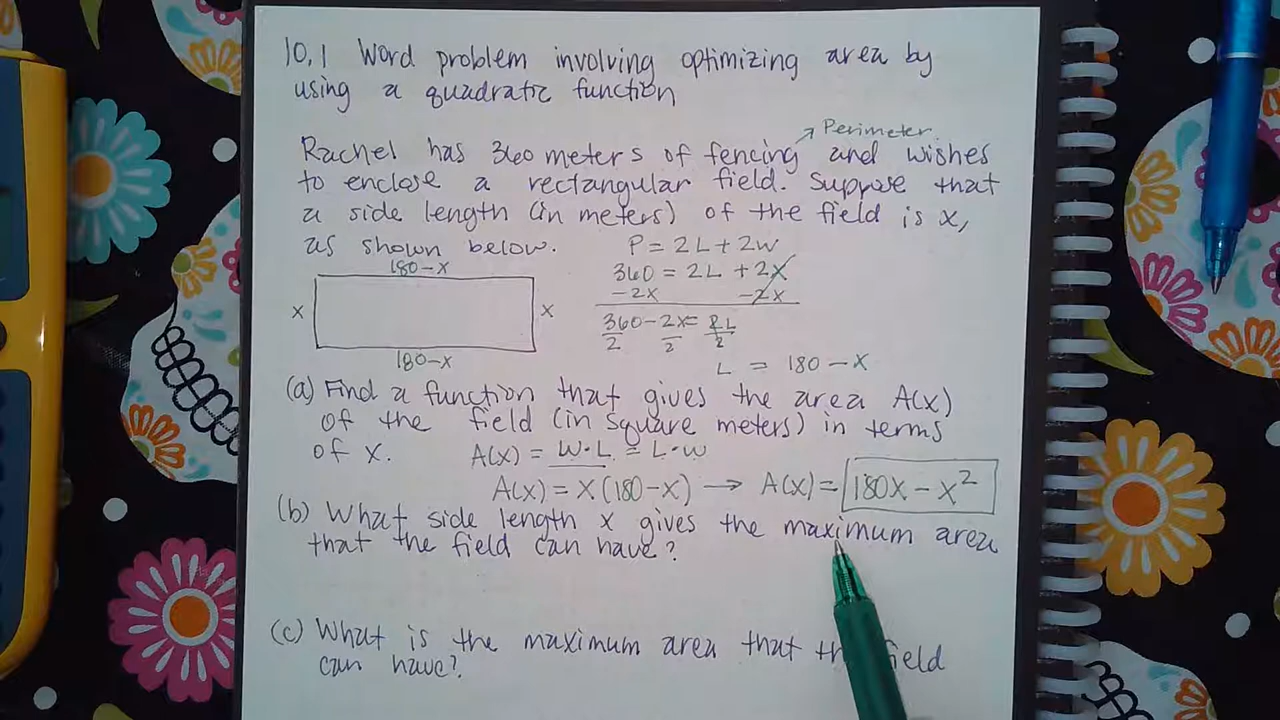 10.1 Word problem involving optimizing area by
using a quadratic function
→ Perimeter
Rachel has 360 meters of fencing and wishes
to enclose a rectangular field. Suppose that
a side length (in meters) of the field is x,
as shown below.
P = 2L + 2w
180-x
360 = 2L + 2x
-2x -2x
x x
360-2x = 2L
2 2 2
180-x
L = 180-x
(a) Find a function that gives the area A(x)
of the field (in square meters) in terms
of x. A(x) = W·L = L·w
A(x) = x(180-x) → A(x) = 180x - x²
(b) What side length x gives the maximum area
that the field can have?
(c) What is the maximum area that field
can have?